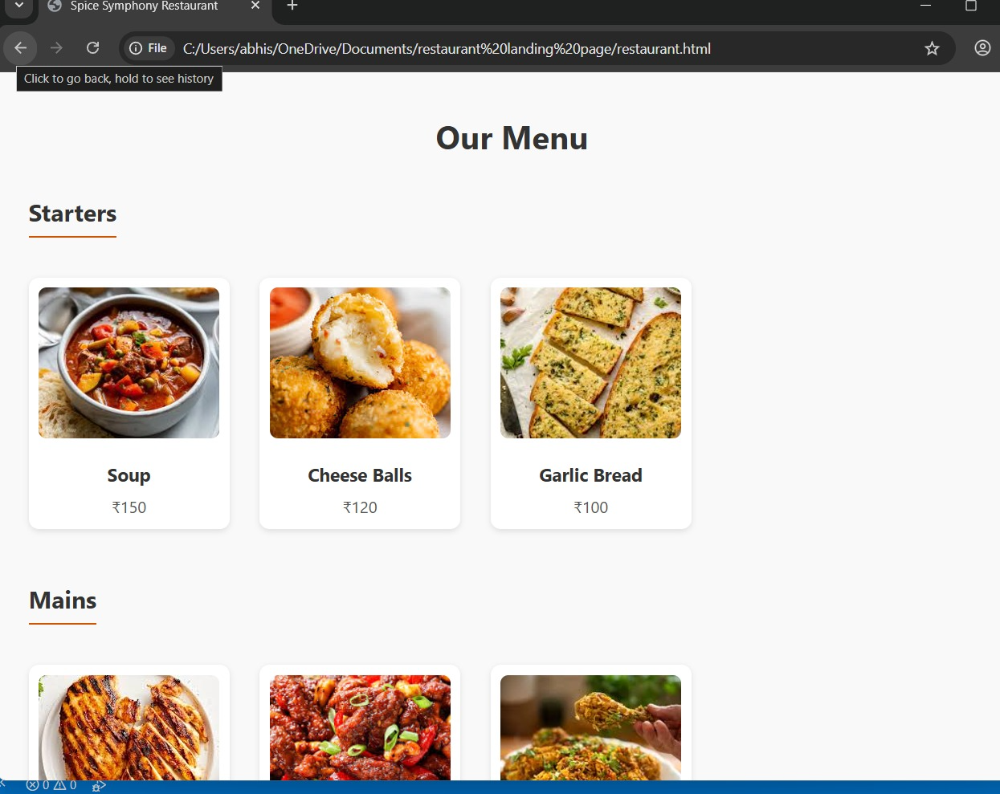 Spice Symphony Restaurant
File
C:/Users/abhis/OneDrive/Documents/restaurant%20landing%20page/restaurant.html
Click to go back, hold to see history
Our Menu
Starters
Soup
₹150
Cheese Balls
₹120
Garlic Bread
₹100
Mains
0 0